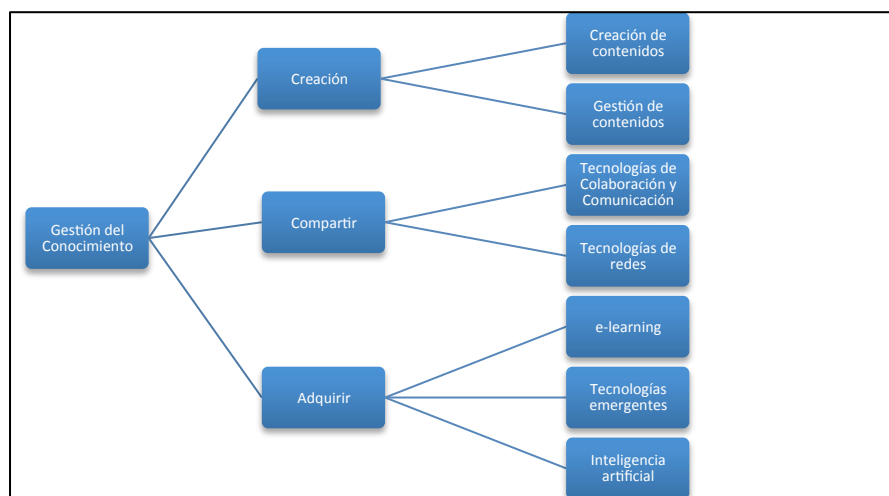 Gestión del
Conocimiento
Creación
Creación de
contenidos
Gestión de
contenidos
Compartir
Tecnologías de
Colaboración y
Comunicación
Tecnologías de
redes
Adquirir
e-learning
Tecnologías
emergentes
Inteligencia
artificial